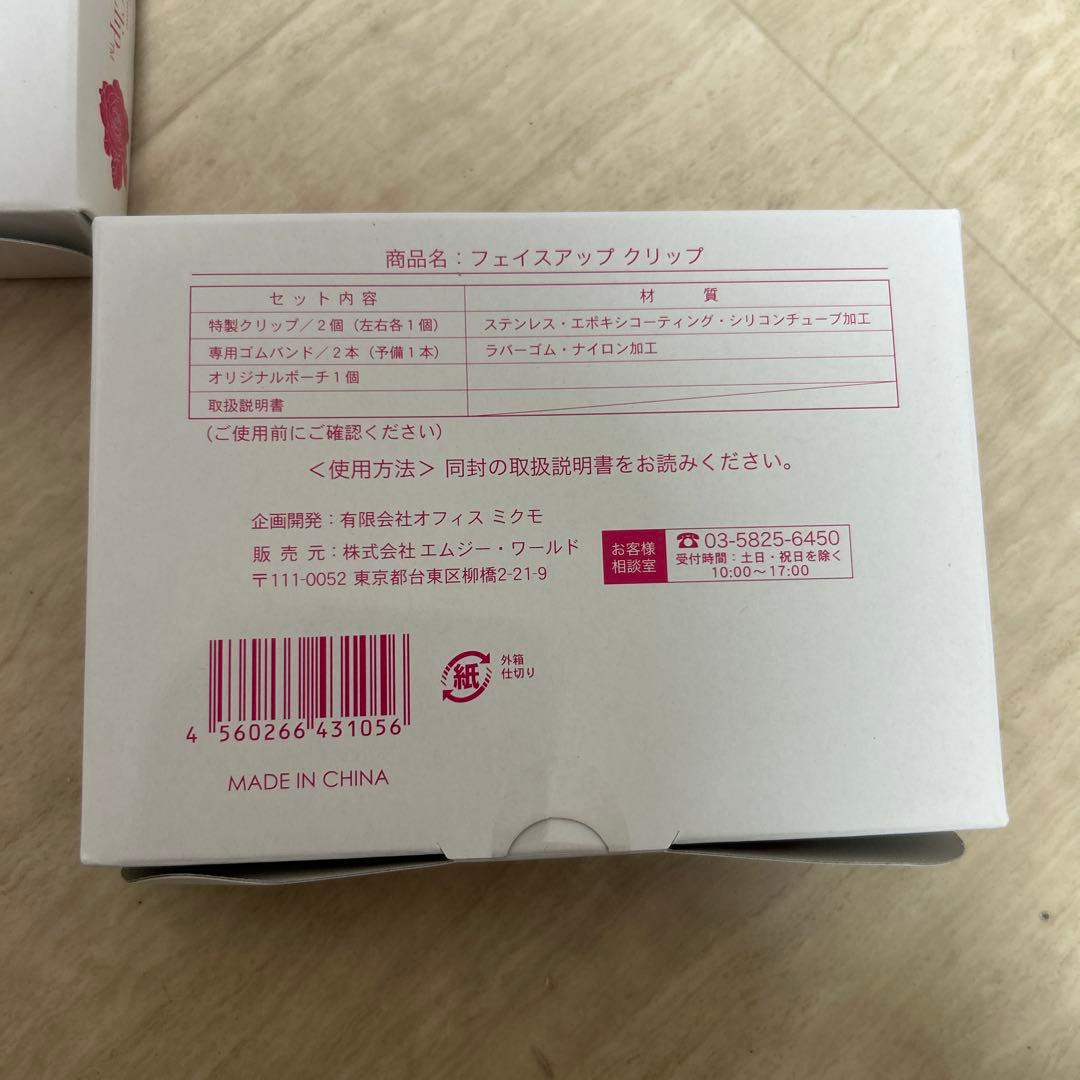 商品名：フェイスアップ クリップ
セット内容 材 質
特製クリップ／2個（左右各1個） ステンレス・エポキシコーティング・シリコンチューブ加工
専用ゴムバンド／2本（予備1本） ラバーゴム・ナイロン加工
オリジナルポーチ1個
取扱説明書
（ご使用前にご確認ください）
＜使用方法＞ 同封の取扱説明書をお読みください。
企画開発：有限会社オフィス ミクモ
販 売 元：株式会社 エムジー・ワールド
〒111-0052 東京都台東区柳橋2-21-9
お客様
相談室
☎ 03-5825-6450
受付時間：土日・祝日を除く
10:00～17:00
紙
外箱
仕切り
4 560266 431056
MADE IN CHINA